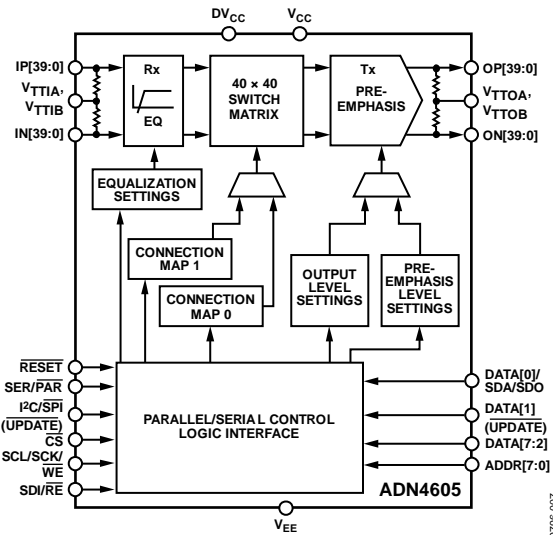 DVCC
VCC
IP[39:0]
VTTIA,
VTTIB
IN[39:0]
Rx
EQ
40 × 40
SWITCH
MATRIX
Tx
PRE-
EMPHASIS
OP[39:0]
VTTOA,
VTTOB
ON[39:0]
EQUALIZATION
SETTINGS
CONNECTION
MAP 1
CONNECTION
MAP 0
OUTPUT
LEVEL
SETTINGS
PRE-
EMPHASIS
LEVEL
SETTINGS
RESET
SER/PAR
I2C/SPI
(UPDATE)
CS
SCL/SCK/
WE
SDI/RE
PARALLEL/SERIAL CONTROL
LOGIC INTERFACE
DATA[0]/
SDA/SDO
DATA[1]
(UPDATE)
DATA[7:2]
ADDR[7:0]
ADN4605
VEE